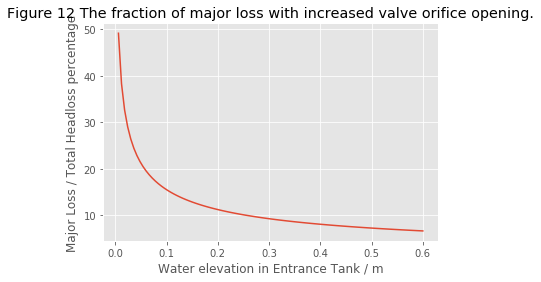 Figure 12 The fraction of major loss with increased valve orifice opening.
Major Loss / Total Headloss percentage
50
40
30
20
10
0.0 0.1 0.2 0.3 0.4 0.5 0.6
Water elevation in Entrance Tank / m